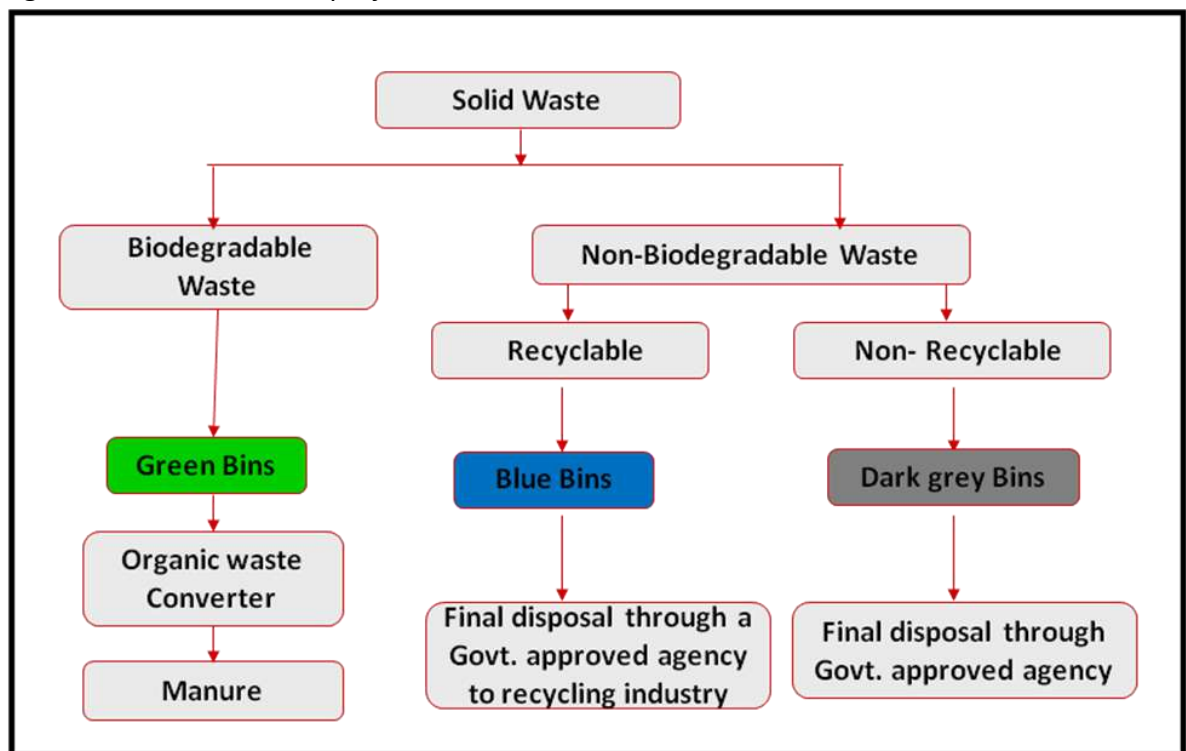 Solid Waste
Biodegradable
Waste
Non-Biodegradable Waste
Recyclable
Non- Recyclable
Green Bins
Blue Bins
Dark grey Bins
Organic waste
Converter
Final disposal through a
Govt. approved agency
to recycling industry
Final disposal through
Govt. approved agency
Manure